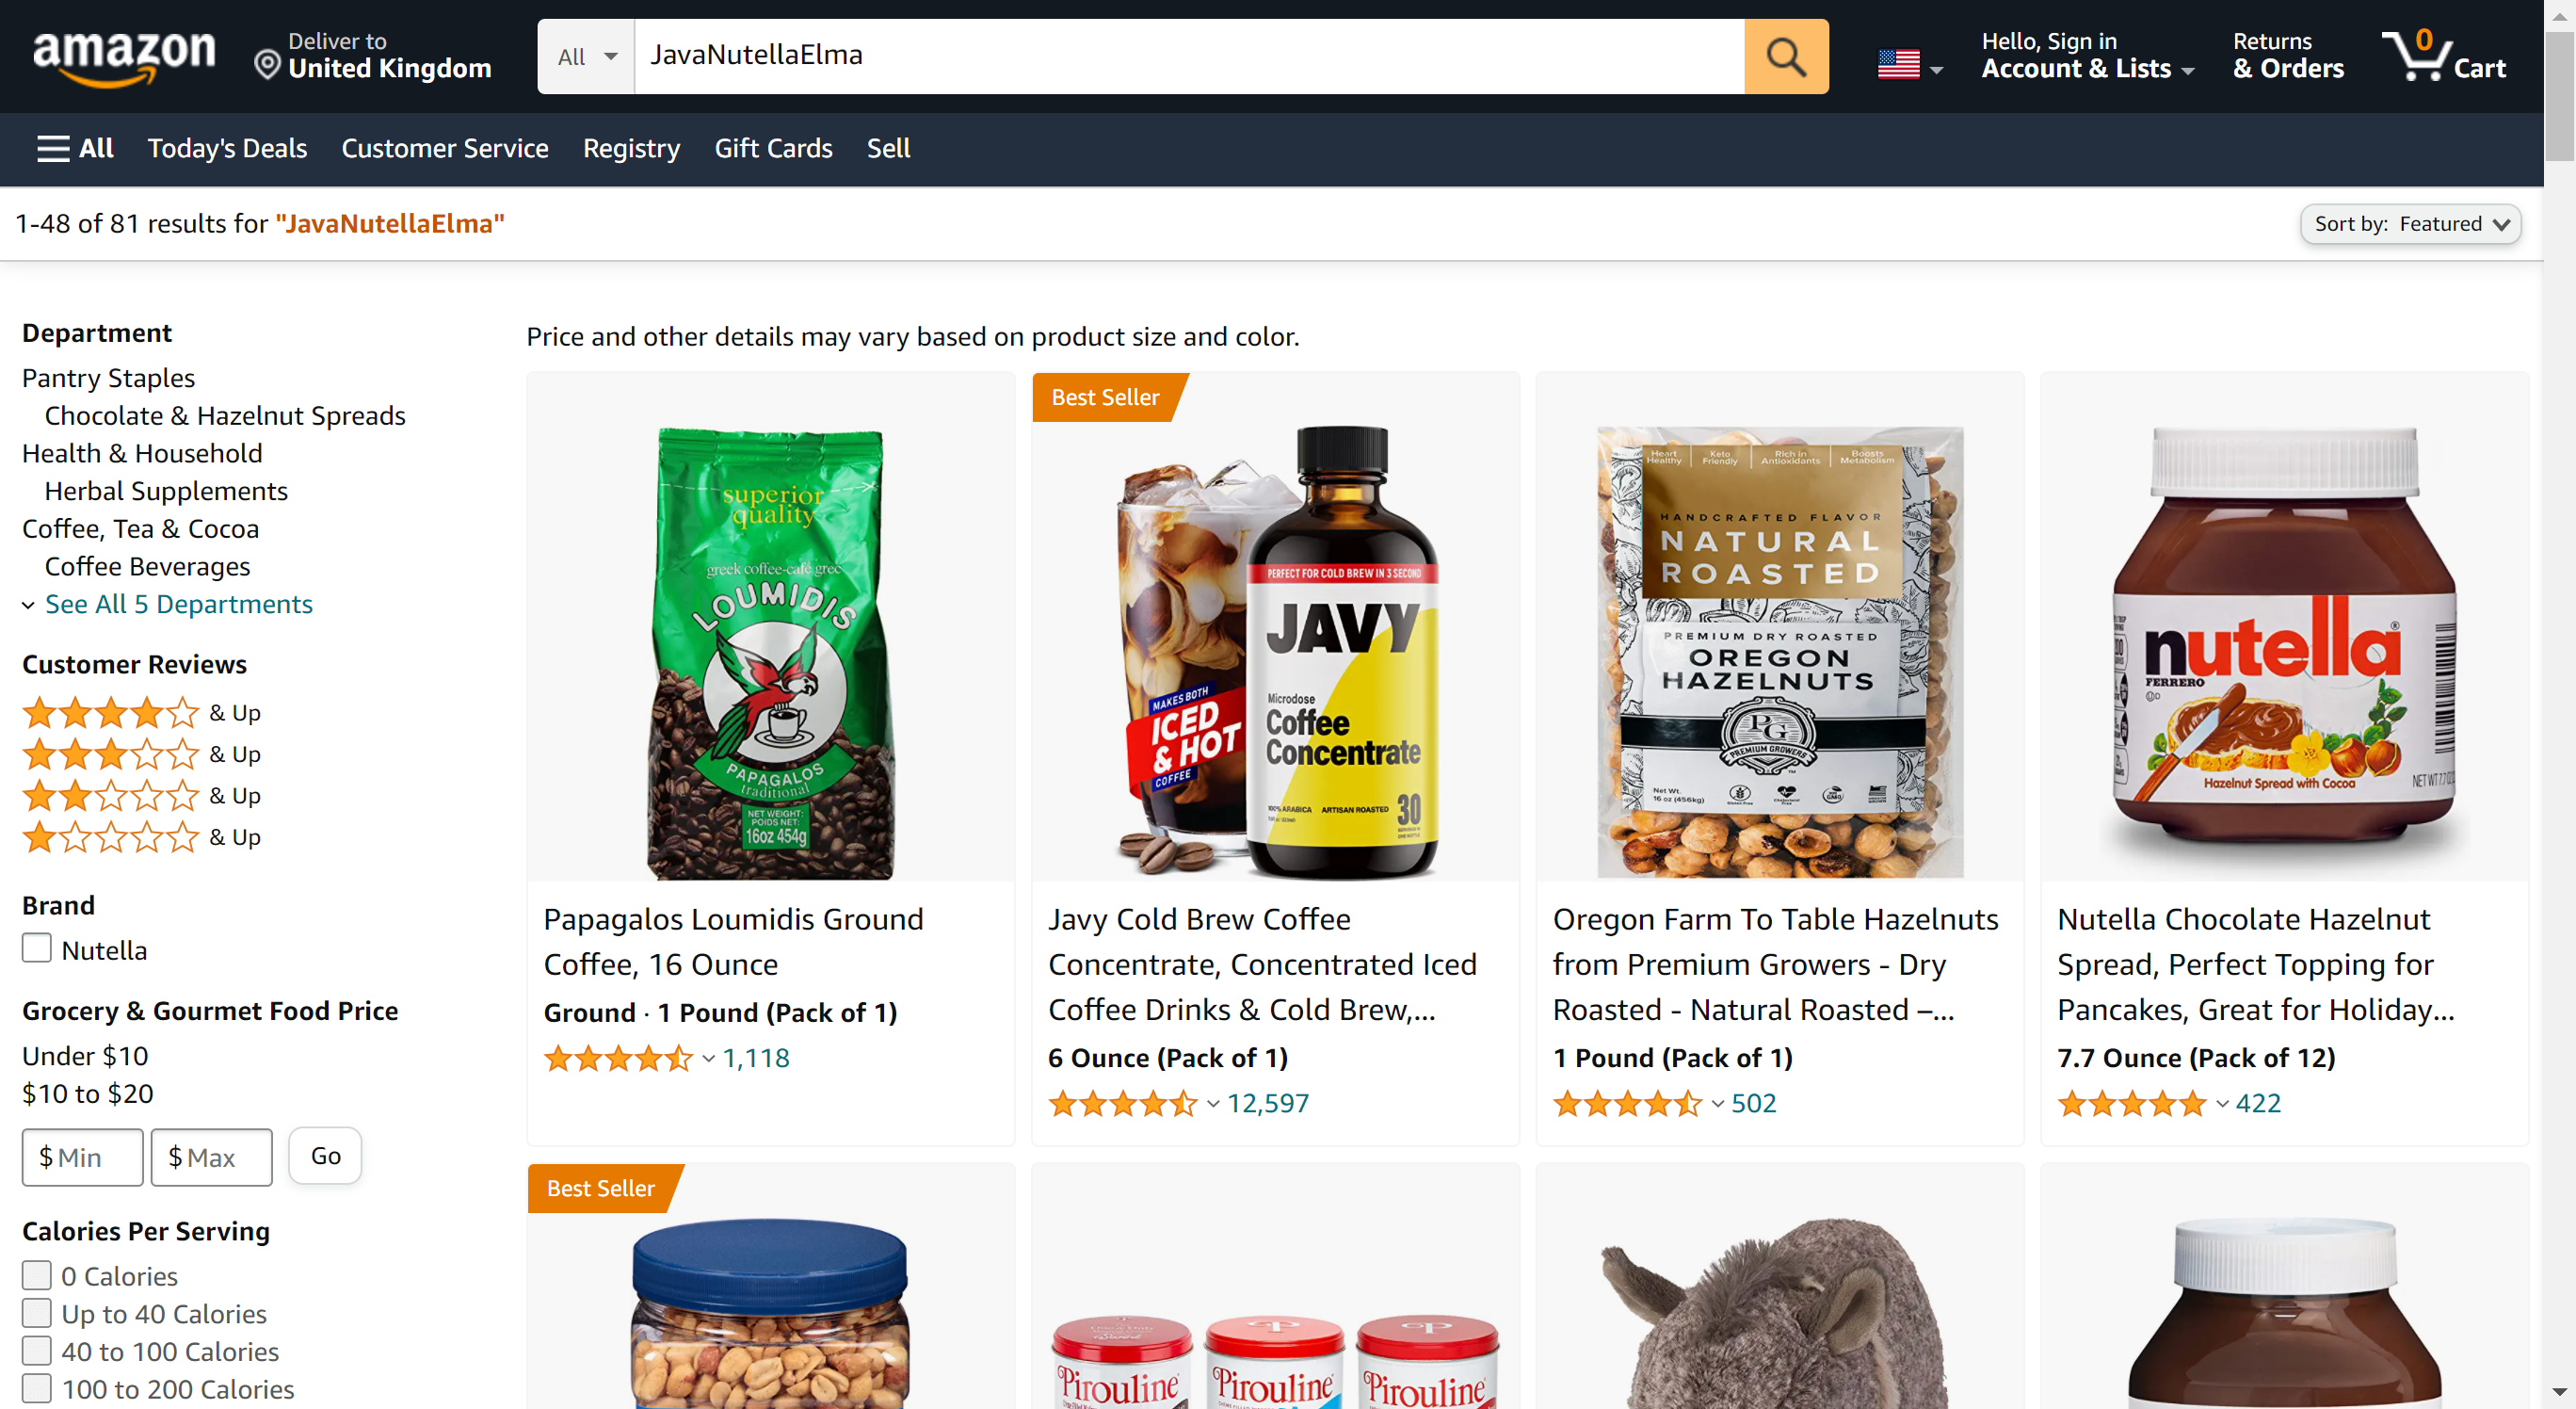 amazon
Deliver to
United Kingdom
All
JavaNutellaElma
Hello, Sign in
Account & Lists
Returns
& Orders
0
Cart
All
Today's Deals
Customer Service
Registry
Gift Cards
Sell
1-48 of 81 results for "JavaNutellaElma"
Sort by: Featured
Department
Pantry Staples
Chocolate & Hazelnut Spreads
Health & Household
Herbal Supplements
Coffee, Tea & Cocoa
Coffee Beverages
See All 5 Departments
Customer Reviews
& Up
& Up
& Up
& Up
Brand
Nutella
Grocery & Gourmet Food Price
Under $10
$10 to $20
$ Min
$ Max
Go
Calories Per Serving
0 Calories
Up to 40 Calories
40 to 100 Calories
100 to 200 Calories
Price and other details may vary based on product size and color.
superior
quality
greek coffee-café grec
LOUMIDIS
PAPAGALOS
traditional
NET WEIGHT:
POIDS NET:
16oz 454g
Papagalos Loumidis Ground
Coffee, 16 Ounce
Ground · 1 Pound (Pack of 1)
1,118
Best Seller
PERFECT FOR COLD BREW IN 3 SECOND
JAVY
Microdose
Coffee
Concentrate
MAKES BOTH
ICED
& HOT
COFFEE
100% ARABICA
ARTISAN ROASTED
30
Javy Cold Brew Coffee
Concentrate, Concentrated Iced
Coffee Drinks & Cold Brew,...
6 Ounce (Pack of 1)
12,597
Heart
Healthy
Keto
Friendly
Rich in
Antioxidants
Boosts
Metabolism
HANDCRAFTED FLAVOR
NATURAL
ROASTED
PREMIUM DRY ROASTED
OREGON
HAZELNUTS
PG
PREMIUM GROWERS
Net Wt.
16 oz (456kg)
Oregon Farm To Table Hazelnuts
from Premium Growers - Dry
Roasted - Natural Roasted –...
1 Pound (Pack of 1)
502
nutella®
FERRERO
Hazelnut Spread with Cocoa
NET WT 7.7 OZ
Nutella Chocolate Hazelnut
Spread, Perfect Topping for
Pancakes, Great for Holiday...
7.7 Ounce (Pack of 12)
422
Best Seller
Pirouline
Pirouline
Pirouline